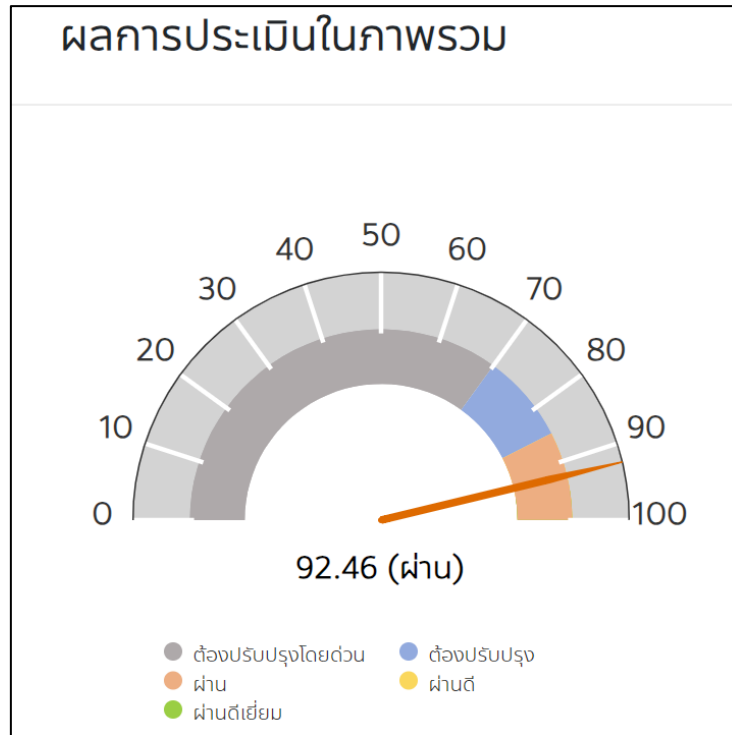 ผลการประเมินในภาพรวม
50
40
60
30
70
20
80
10
90
0
100
92.46 (ผ่าน)
ต้องปรับปรุงโดยด่วน
ต้องปรับปรุง
ผ่าน
ผ่านดี
ผ่านดีเยี่ยม